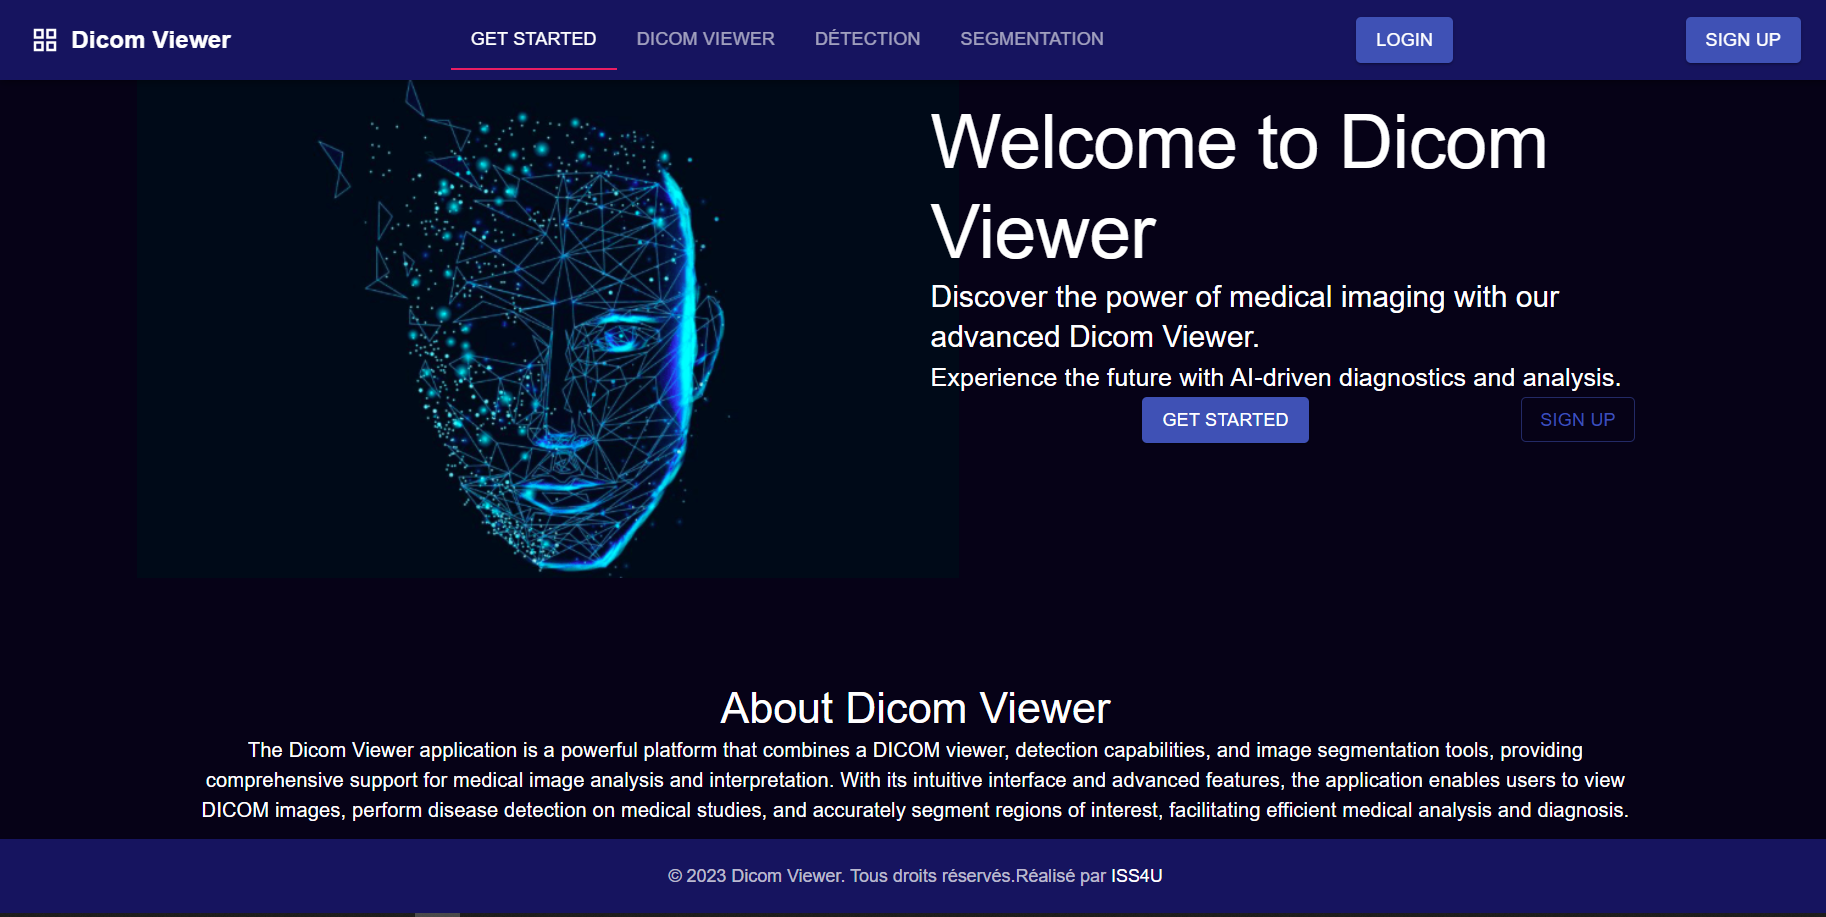 Dicom Viewer
GET STARTED
DICOM VIEWER
DÉTECTION
SEGMENTATION
LOGIN
SIGN UP
Welcome to Dicom
Viewer
Discover the power of medical imaging with our
advanced Dicom Viewer.
Experience the future with AI-driven diagnostics and analysis.
GET STARTED
SIGN UP
About Dicom Viewer
The Dicom Viewer application is a powerful platform that combines a DICOM viewer, detection capabilities, and image segmentation tools, providing
comprehensive support for medical image analysis and interpretation. With its intuitive interface and advanced features, the application enables users to view
DICOM images, perform disease detection on medical studies, and accurately segment regions of interest, facilitating efficient medical analysis and diagnosis.
© 2023 Dicom Viewer. Tous droits réservés.Réalisé par ISS4U